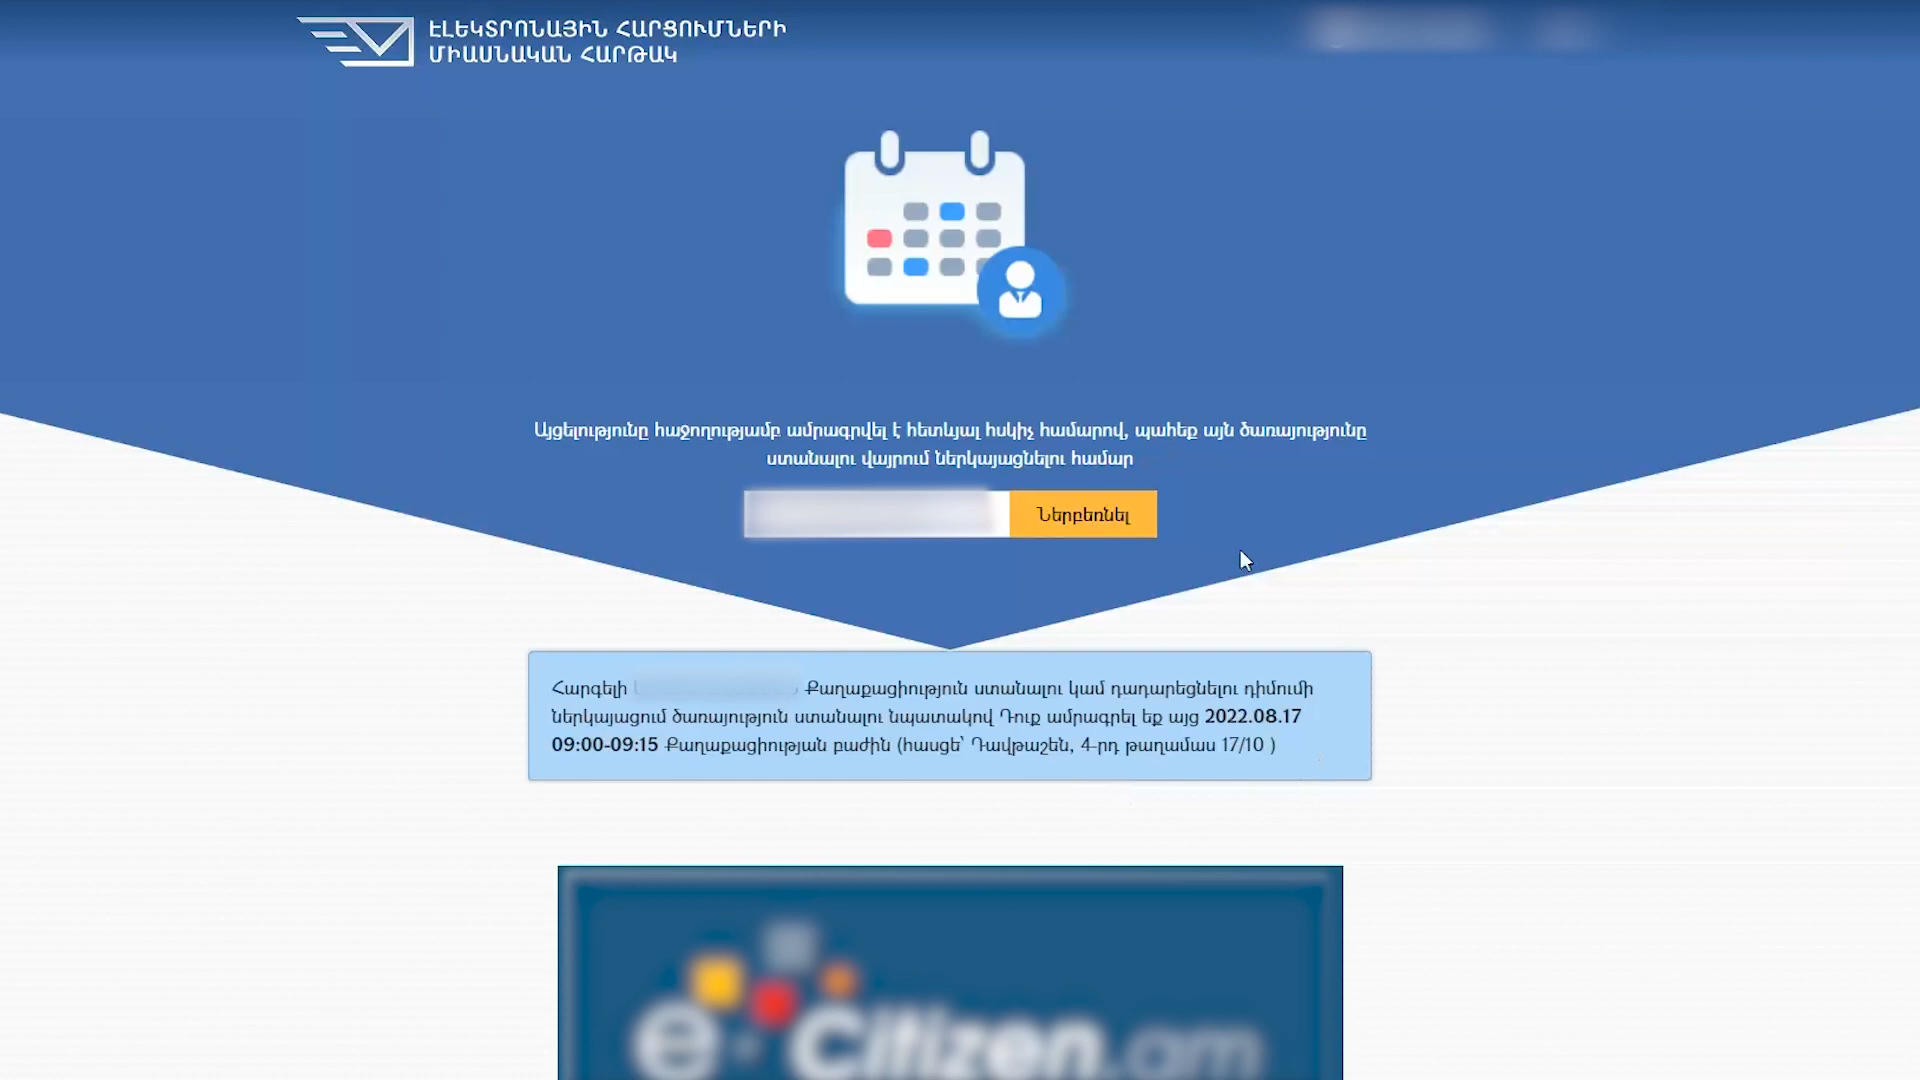 ԷԼԵԿՏՐՈՆԱՅԻՆ ՀԱՐՑՈՒՄՆԵՐԻ
ՄԻԱՍՆԱԿԱՆ ՀԱՐԹԱԿ
Այցելությունը հաջողությամբ ամրագրվել է հետևյալ հսկիչ համարով, պահեք այն ծառայությունը
ստանալու վայրում ներկայացնելու համար
Ներբեռնել
Հարգելի Քաղաքացիություն ստանալու կամ դադարեցնելու դիմումի
ներկայացում ծառայություն ստանալու նպատակով Դուք ամրագրել եք այց 2022.08.17
09:00-09:15 Քաղաքացիության բաժին (հասցե՝ Դավթաշեն, 4-րդ թաղամաս 17/10 )
e-Citizen.am